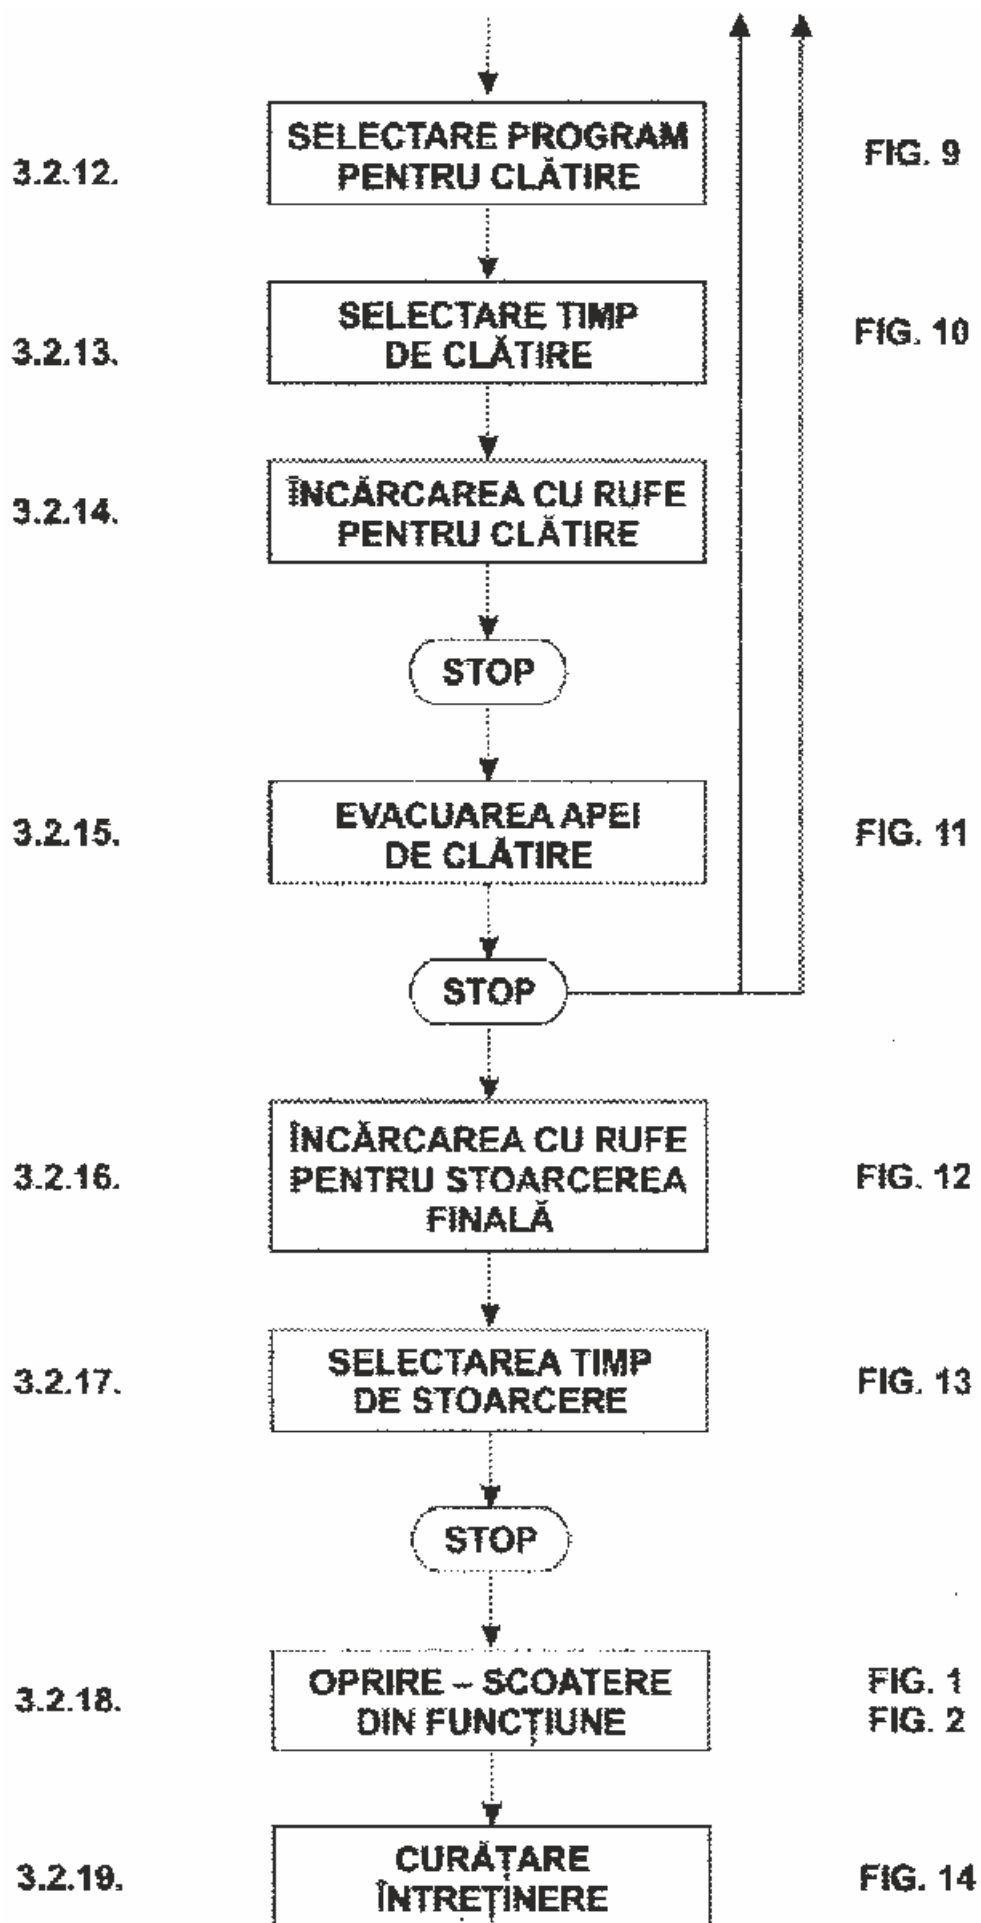 SELECTARE PROGRAM
PENTRU CLĂTIRE
3.2.12.
FIG. 9
SELECTARE TIMP
DE CLĂTIRE
3.2.13.
FIG. 10
ÎNCĂRCAREA CU RUFE
PENTRU CLĂTIRE
3.2.14.
STOP
EVACUAREA APEI
DE CLĂTIRE
3.2.15.
FIG. 11
STOP
ÎNCĂRCAREA CU RUFE
PENTRU STOARCEREA
FINALĂ
3.2.16.
FIG. 12
SELECTAREA TIMP
DE STOARCERE
3.2.17.
FIG. 13
STOP
OPRIRE – SCOATERE
DIN FUNCȚIUNE
3.2.18.
FIG. 1
FIG. 2
CURĂȚARE
ÎNTREȚINERE
3.2.19.
FIG. 14